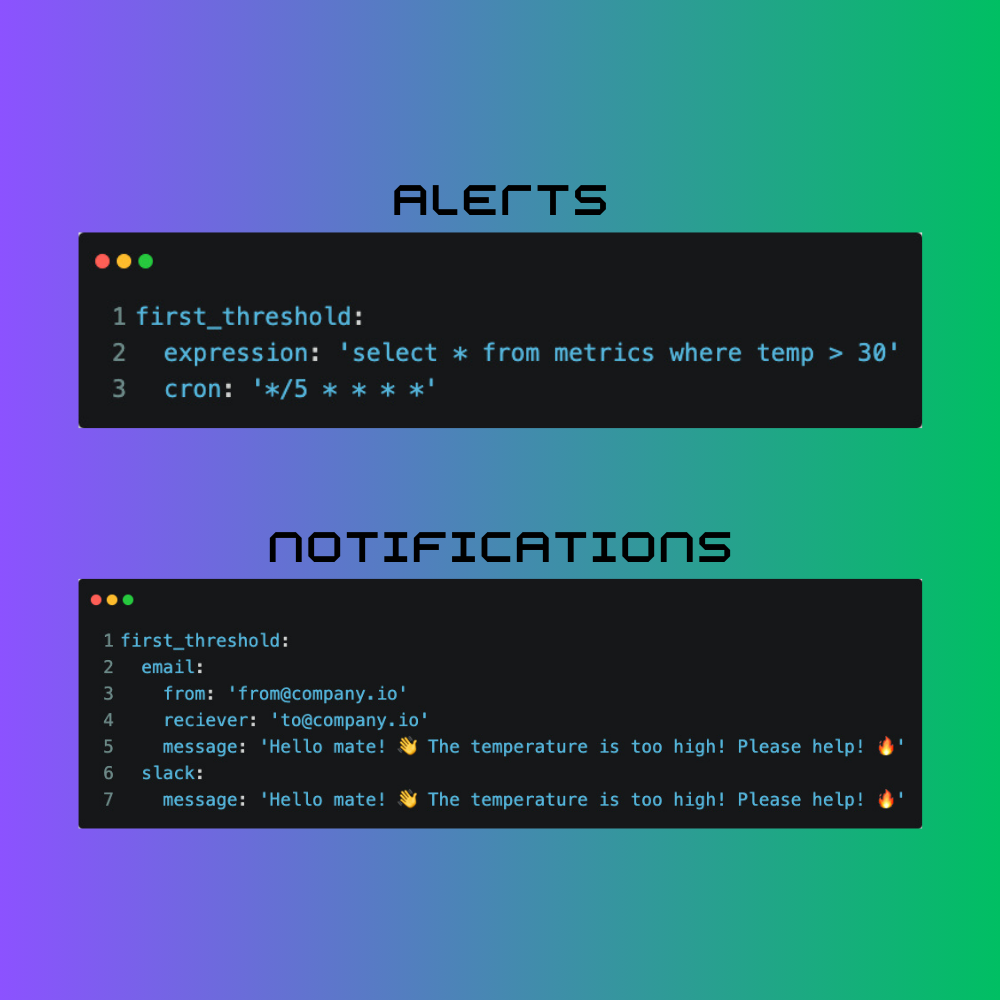 ALERTS
1 first_threshold:
2   expression: 'select * from metrics where temp > 30'
3   cron: '*/5 * * * *'
NOTIFICATIONS
1 first_threshold:
2   email:
3     from: 'from@company.io'
4     reciever: 'to@company.io'
5     message: 'Hello mate! 👋 The temperature is too high! Please help! 🔥'
6   slack:
7     message: 'Hello mate! 👋 The temperature is too high! Please help! 🔥'